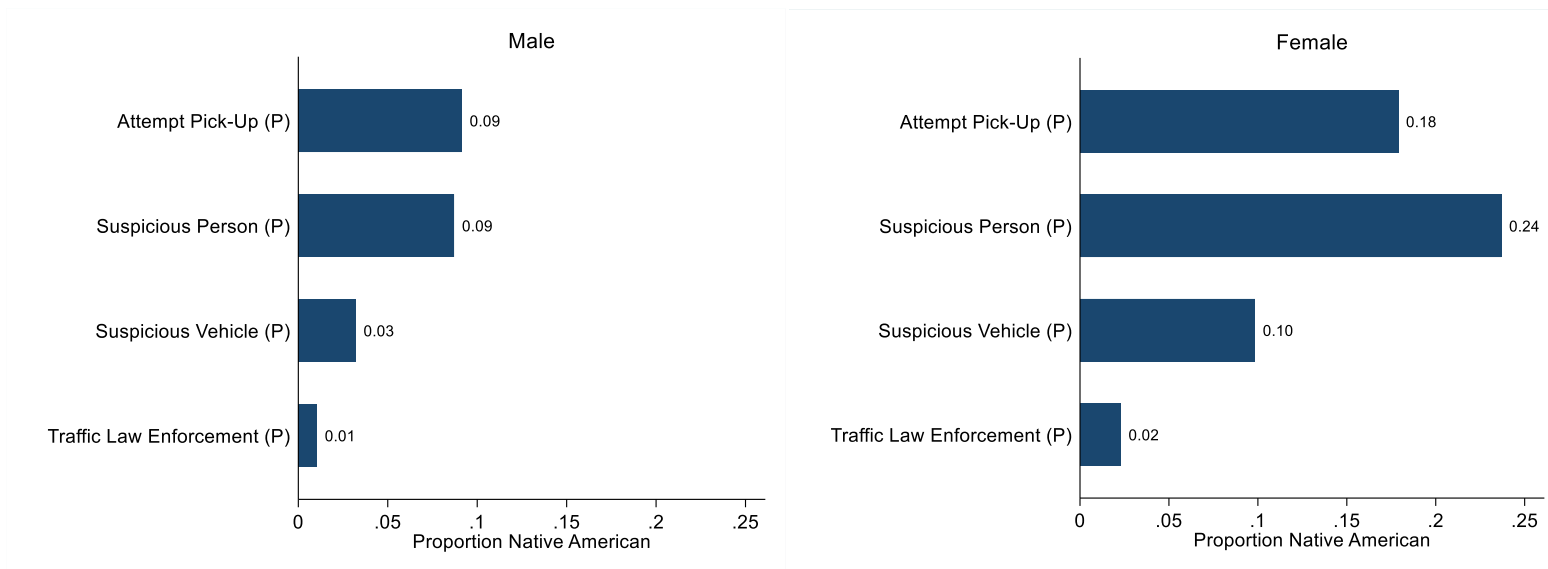 Male
Attempt Pick-Up (P) 0.09
Suspicious Person (P) 0.09
Suspicious Vehicle (P) 0.03
Traffic Law Enforcement (P) 0.01
0 .05 .1 .15 .2 .25
Proportion Native American
Female
Attempt Pick-Up (P) 0.18
Suspicious Person (P) 0.24
Suspicious Vehicle (P) 0.10
Traffic Law Enforcement (P) 0.02
0 .05 .1 .15 .2 .25
Proportion Native American